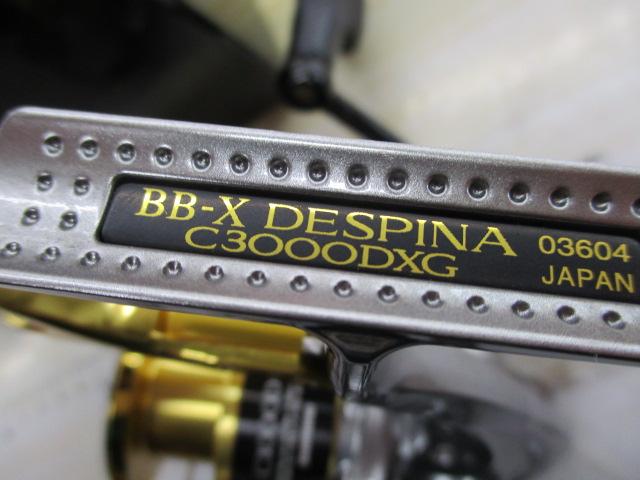 BB-X DESPINA
C3000DXG
03604
JAPAN